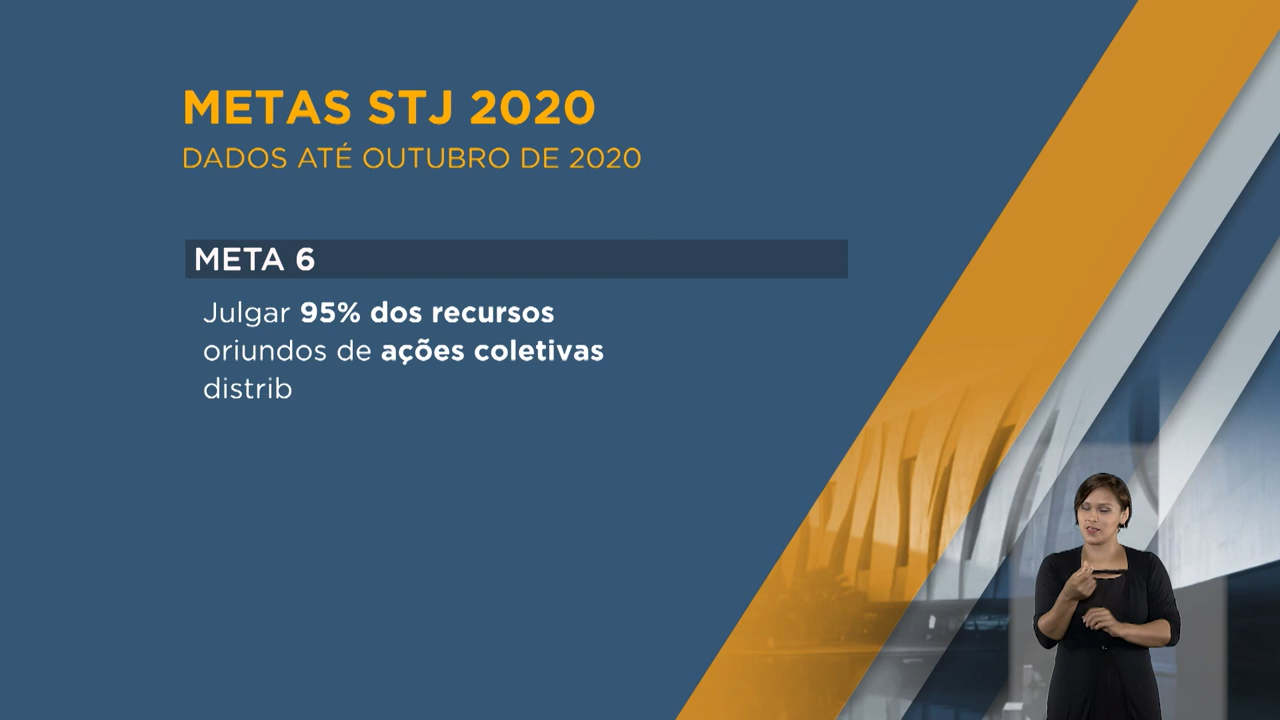 METAS STJ 2020
DADOS ATÉ OUTUBRO DE 2020
META 6
Julgar 95% dos recursos
oriundos de ações coletivas
distrib